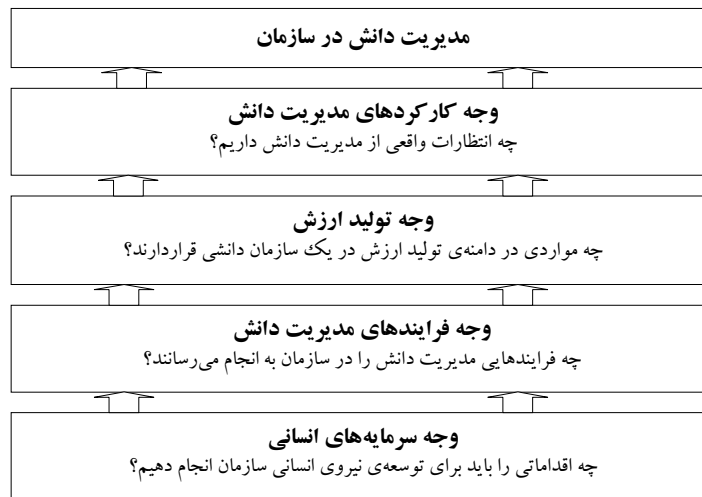 مدیریت دانش در سازمان
وجه کارکردهای مدیریت دانش
چه انتظارات واقعی از مدیریت دانش داریم؟
وجه تولید ارزش
چه مواردی در دامنه‌ی تولید ارزش در یک سازمان دانشی قراردارند؟
وجه فرایندهای مدیریت دانش
چه فرایندهایی مدیریت دانش را در سازمان به انجام می‌رسانند؟
وجه سرمایه‌های انسانی
چه اقداماتی را باید برای توسعه‌ی نیروی انسانی سازمان انجام دهیم؟